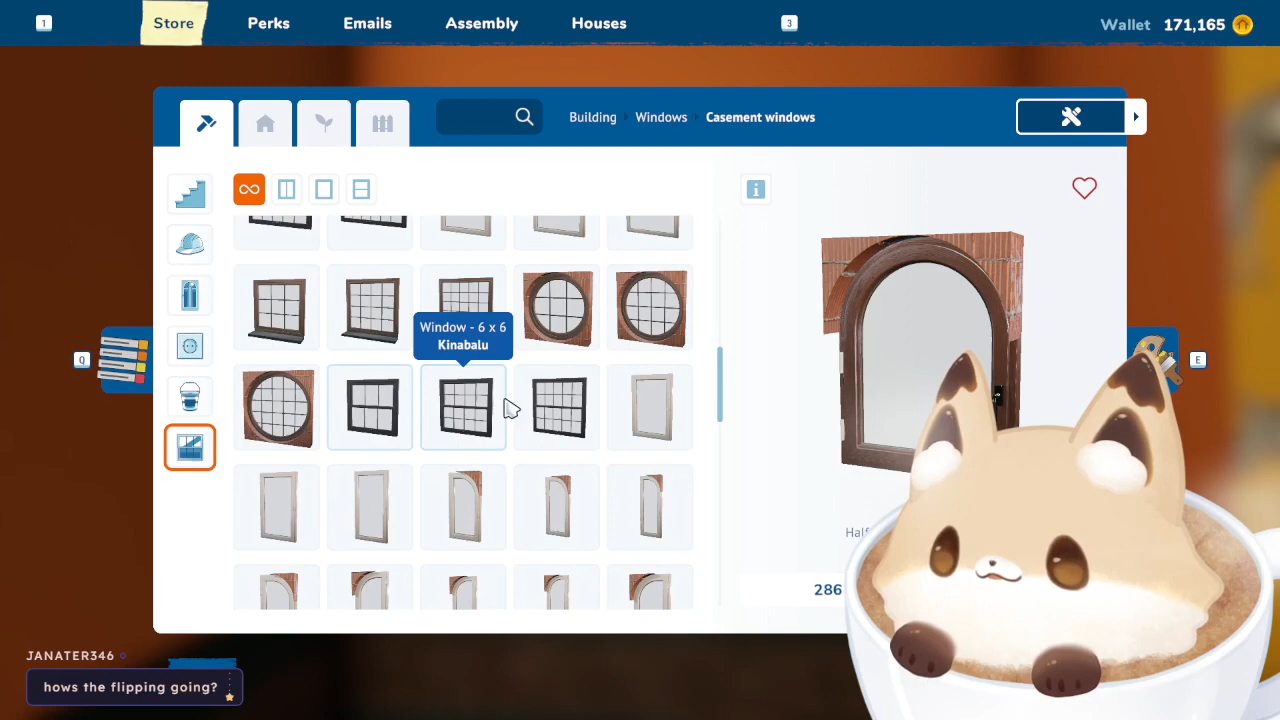 1
Store
Perks
Emails
Assembly
Houses
3
Wallet 171,165
Building
Windows
Casement windows
i
Window - 6 x 6
Kinabalu
Q
E
Half
286
JANATER346
hows the flipping going?